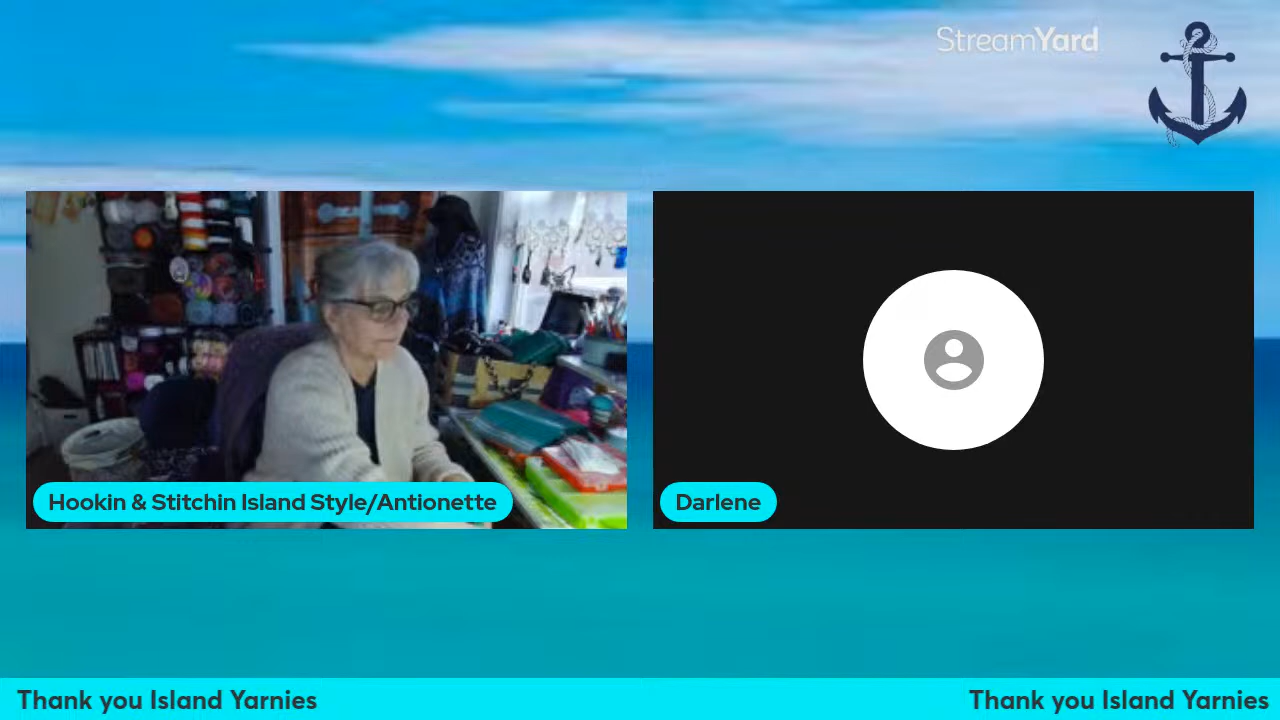 StreamYard
Hookin & Stitchin Island Style/Antionette
Darlene
Thank you Island Yarnies
Thank you Island Yarnies